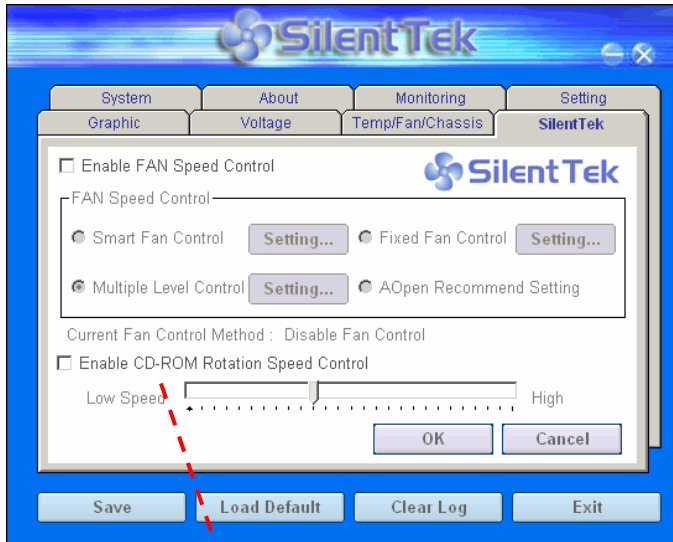 SilentTek
System About Monitoring Setting
Graphic Voltage Temp/Fan/Chassis SilentTek
Enable FAN Speed Control
SilentTek
FAN Speed Control
Smart Fan Control Setting... Fixed Fan Control Setting...
Multiple Level Control Setting... AOpen Recommend Setting
Current Fan Control Method : Disable Fan Control
Enable CD-ROM Rotation Speed Control
Low Speed High
OK Cancel
Save Load Default Clear Log Exit